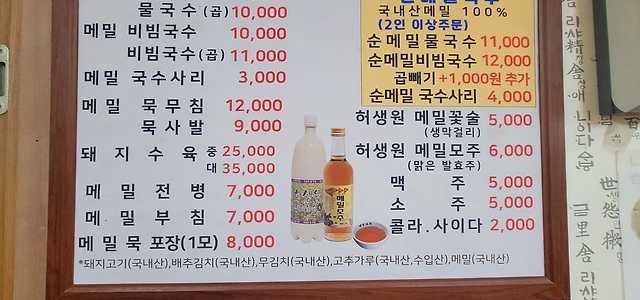 물국수(곱) 10,000
메밀 비빔국수 10,000
비빔국수(곱) 11,000
메밀 국수사리 3,000
메밀 묵무침 12,000
묵사발 9,000
돼지수육 중 25,000
대 35,000
메밀전병 7,000
메밀부침 7,000
메밀묵 포장(1모) 8,000
국내산메밀 100%
(2인 이상주문)
순메밀물국수 11,000
순메밀비빔국수 12,000
곱빼기 +1,000원 추가
순메밀 국수사리 4,000
허생원 메밀꽃술 5,000
(생막걸리)
허생원 메밀모주 6,000
(맑은 발효주)
맥주 5,000
소주 5,000
콜라.사이다 2,000
메밀모주
*돼지고기(국내산),배추김치(국내산),무김치(국내산),고추가루(국내산,수입산),메밀(국내산)